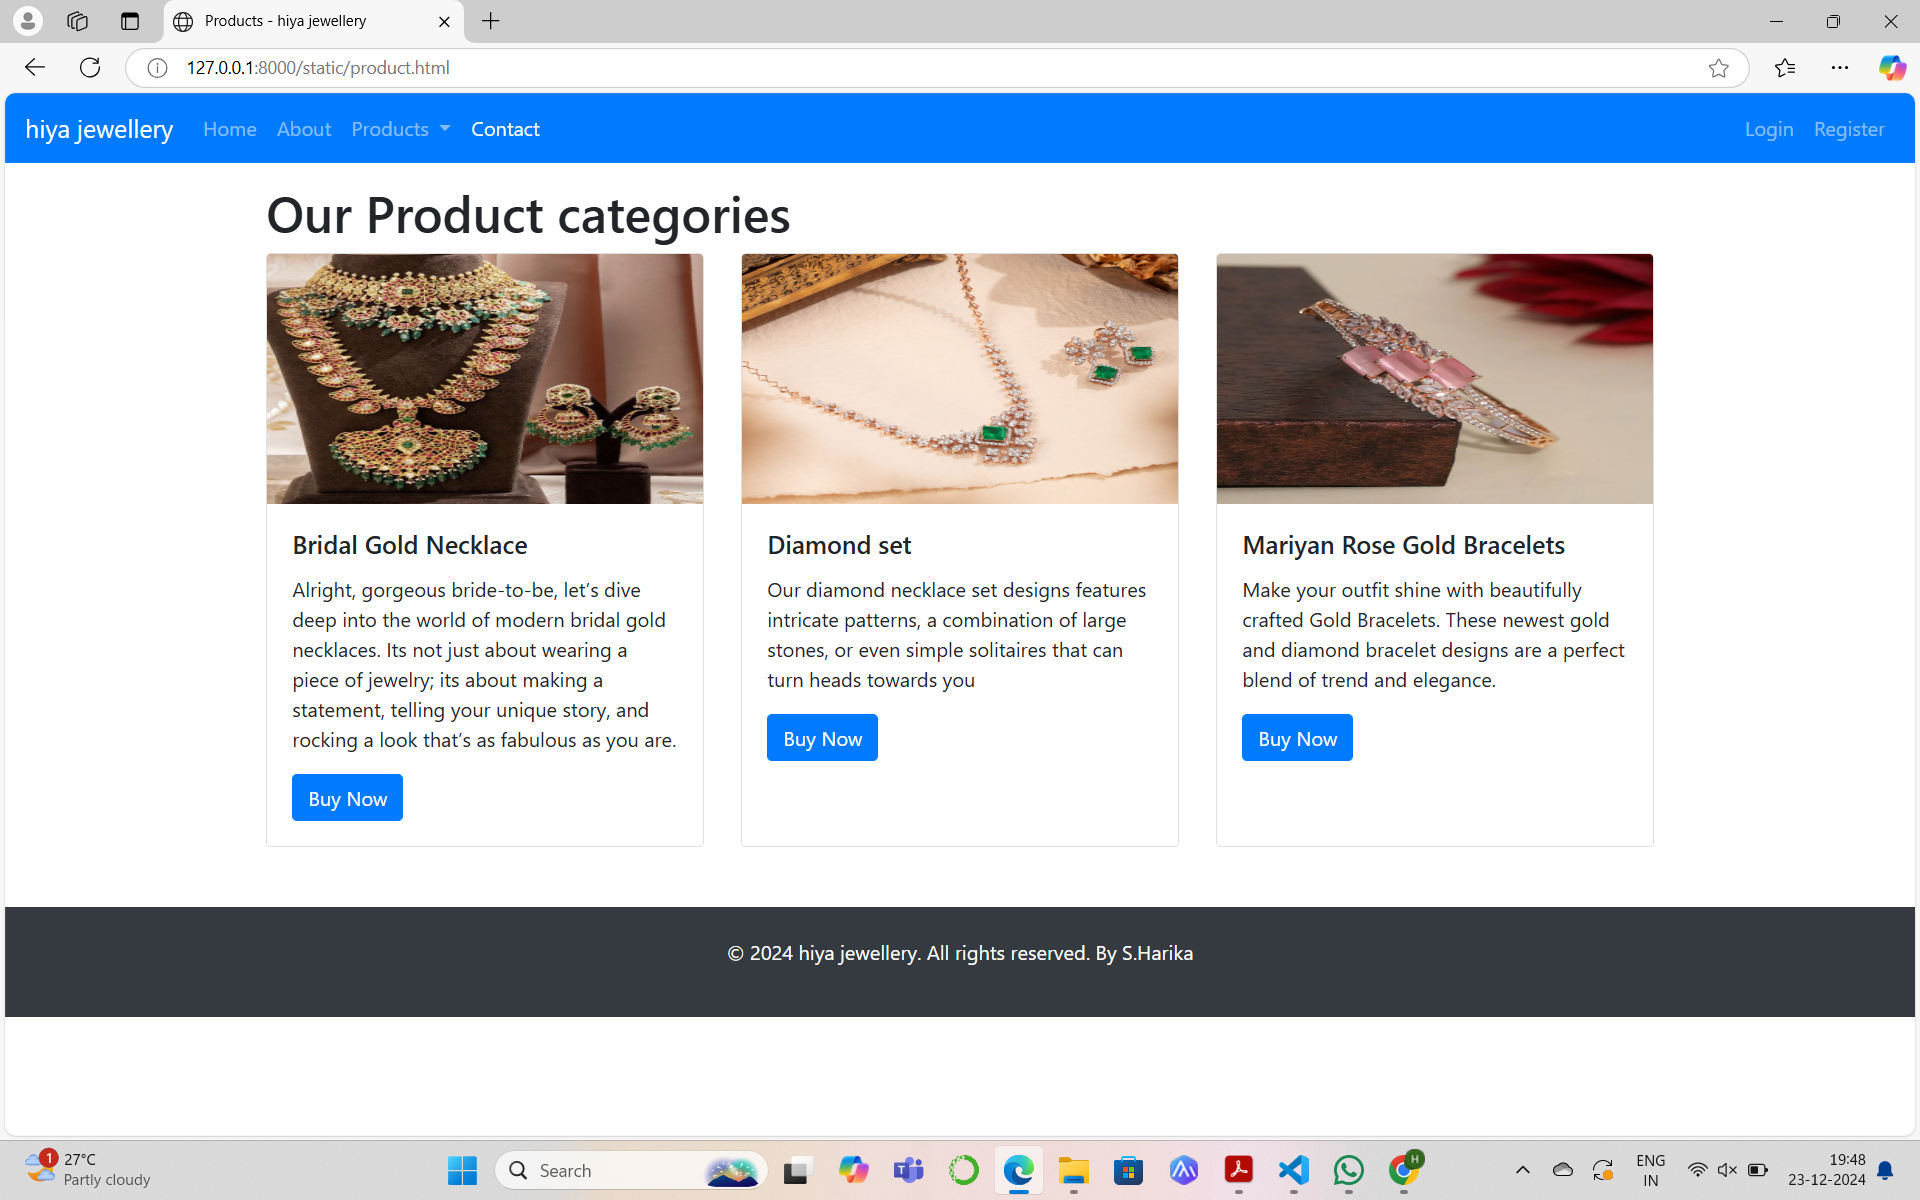 Products - hiya jewellery
127.0.0.1:8000/static/product.html
hiya jewellery Home About Products Contact Login Register
Our Product categories
Bridal Gold Necklace
Alright, gorgeous bride-to-be, let’s dive
deep into the world of modern bridal gold
necklaces. Its not just about wearing a
piece of jewelry; its about making a
statement, telling your unique story, and
rocking a look that’s as fabulous as you are.
Buy Now
Diamond set
Our diamond necklace set designs features
intricate patterns, a combination of large
stones, or even simple solitaires that can
turn heads towards you
Buy Now
Mariyan Rose Gold Bracelets
Make your outfit shine with beautifully
crafted Gold Bracelets. These newest gold
and diamond bracelet designs are a perfect
blend of trend and elegance.
Buy Now
© 2024 hiya jewellery. All rights reserved. By S.Harika
1
27°C
Partly cloudy
Search
H
ENG
IN
19:48
23-12-2024